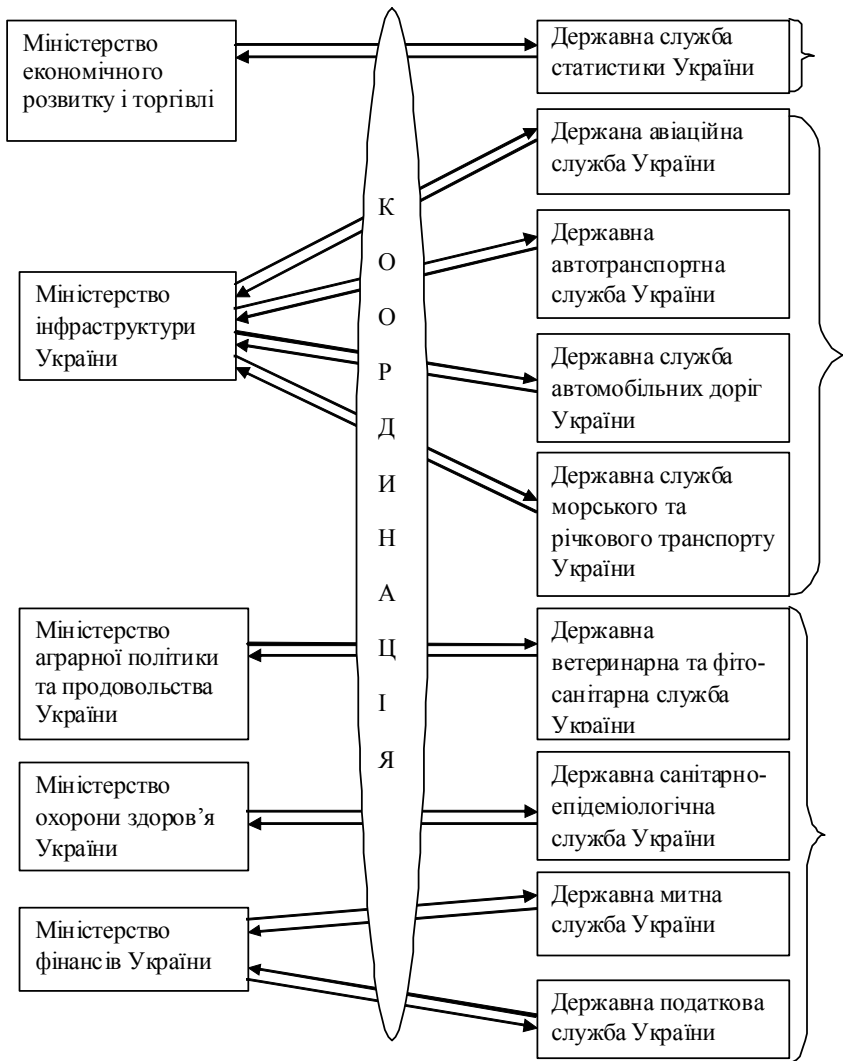 Міністерство
економічного
розвитку і торгівлі
Державна служба
статистики України
Держана авіаційна
служба України
Державна
автотранспортна
служба України
Міністерство
інфраструктури
України
Державна служба
автомобільних доріг
України
Державна служба
морського та
річкового транспорту
України
К
О
О
Р
Д
И
Н
А
Ц
І
Я
Міністерство
аграрної політики
та продовольства
України
Державна
ветеринарна та фіто-
санітарна служба
України
Міністерство
охорони здоров’я
України
Державна санітарно-
епідеміологічна
служба України
Міністерство
фінансів України
Державна митна
служба України
Державна податкова
служба України